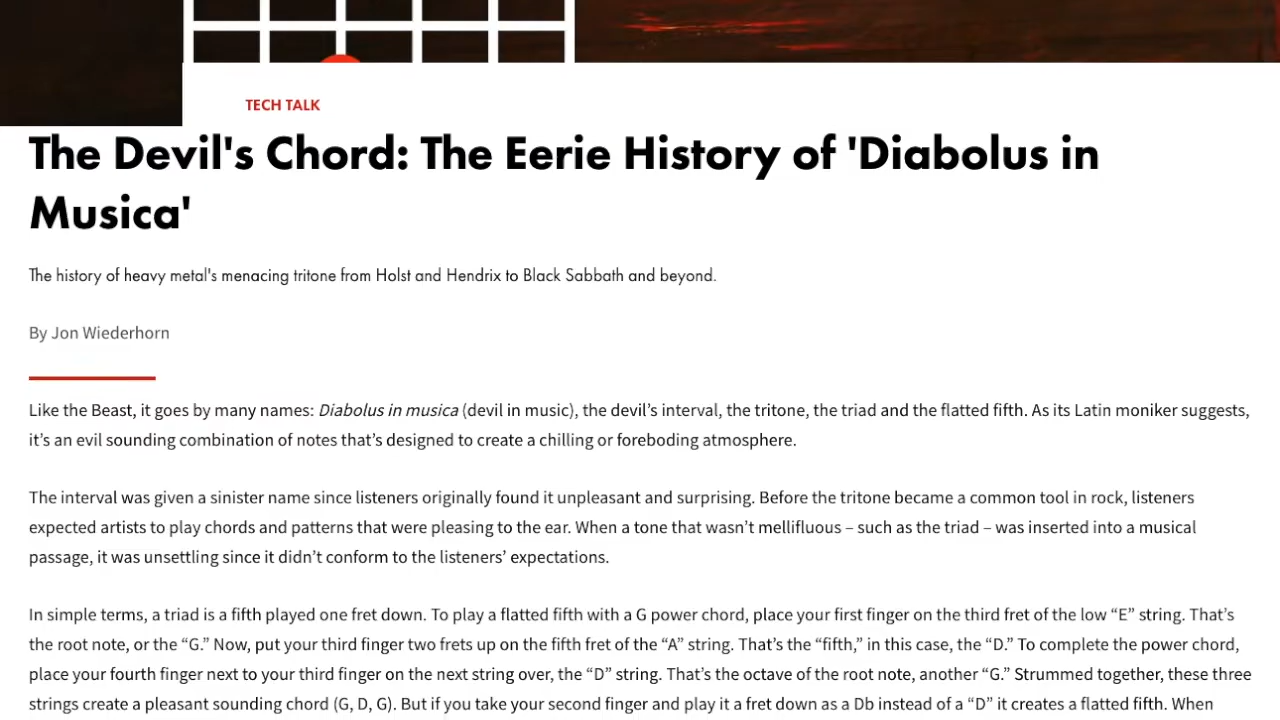 TECH TALK
The Devil's Chord: The Eerie History of 'Diabolus in
Musica'
The history of heavy metal's menacing tritone from Holst and Hendrix to Black Sabbath and beyond.
By Jon Wiederhorn
Like the Beast, it goes by many names: Diabolus in musica (devil in music), the devil’s interval, the tritone, the triad and the flatted fifth. As its Latin moniker suggests,
it’s an evil sounding combination of notes that’s designed to create a chilling or foreboding atmosphere.
The interval was given a sinister name since listeners originally found it unpleasant and surprising. Before the tritone became a common tool in rock, listeners
expected artists to play chords and patterns that were pleasing to the ear. When a tone that wasn’t mellifluous – such as the triad – was inserted into a musical
passage, it was unsettling since it didn’t conform to the listeners’ expectations.
In simple terms, a triad is a fifth played one fret down. To play a flatted fifth with a G power chord, place your first finger on the third fret of the low “E” string. That’s
the root note, or the “G.” Now, put your third finger two frets up on the fifth fret of the “A” string. That’s the “fifth,” in this case, the “D.” To complete the power chord,
place your fourth finger next to your third finger on the next string over, the “D” string. That’s the octave of the root note, another “G.” Strummed together, these three
strings create a pleasant sounding chord (G, D, G). But if you take your second finger and play it a fret down as a Db instead of a “D” it creates a flatted fifth. When